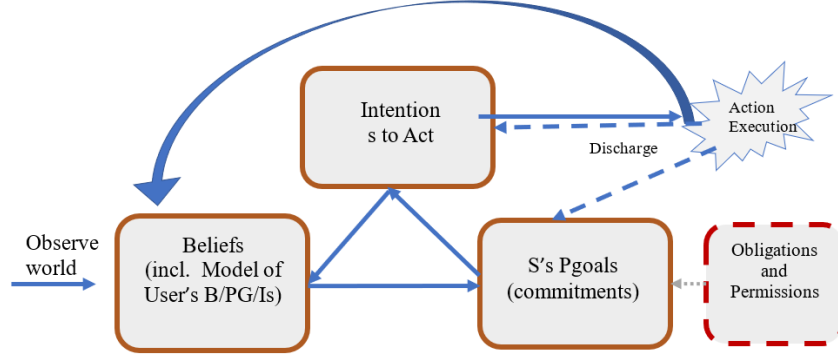 Intention
s to Act
Action
Execution
Discharge
Observe
world
Beliefs
(incl.  Model of
User's B/PG/Is)
S's Pgoals
(commitments)
Obligations
and
Permissions